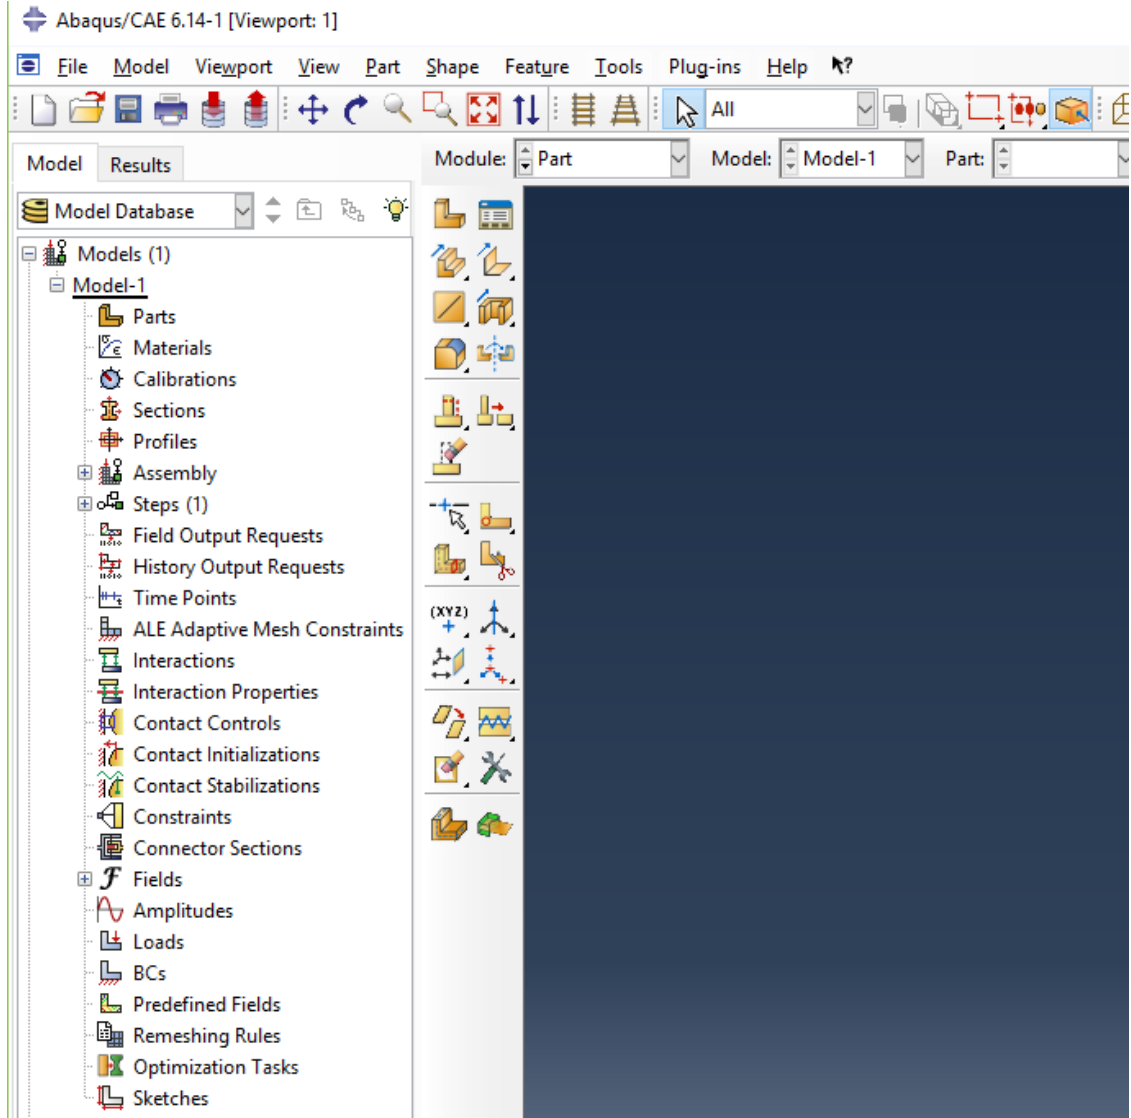 Abaqus/CAE 6.14-1 [Viewport: 1]
File Model Viewport View Part Shape Feature Tools Plug-ins Help
All
Model Results
Module: Part Model: Model-1 Part:
Model Database
Models (1)
Model-1
Parts
Materials
Calibrations
Sections
Profiles
Assembly
Steps (1)
Field Output Requests
History Output Requests
Time Points
ALE Adaptive Mesh Constraints
Interactions
Interaction Properties
Contact Controls
Contact Initializations
Contact Stabilizations
Constraints
Connector Sections
Fields
Amplitudes
Loads
BCs
Predefined Fields
Remeshing Rules
Optimization Tasks
Sketches
(XYZ)